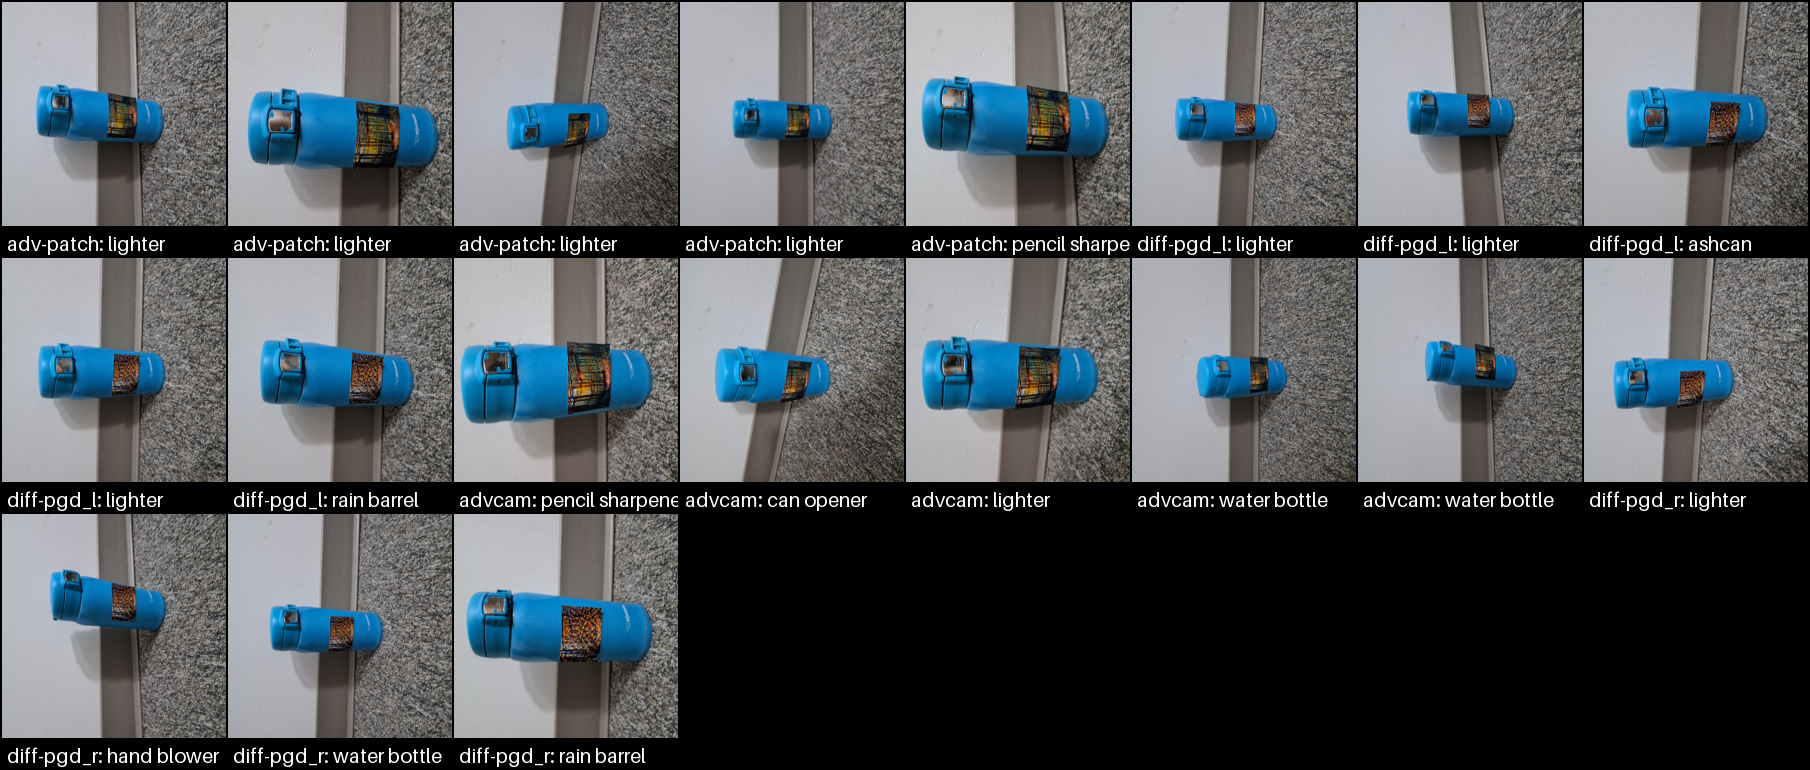 adv-patch: lighter
adv-patch: lighter
adv-patch: lighter
adv-patch: lighter
adv-patch: pencil sharpe
diff-pgd_l: lighter
diff-pgd_l: lighter
diff-pgd_l: ashcan
diff-pgd_l: lighter
diff-pgd_l: rain barrel
advcam: pencil sharpene
advcam: can opener
advcam: lighter
advcam: water bottle
advcam: water bottle
diff-pgd_r: lighter
diff-pgd_r: hand blower
diff-pgd_r: water bottle
diff-pgd_r: rain barrel